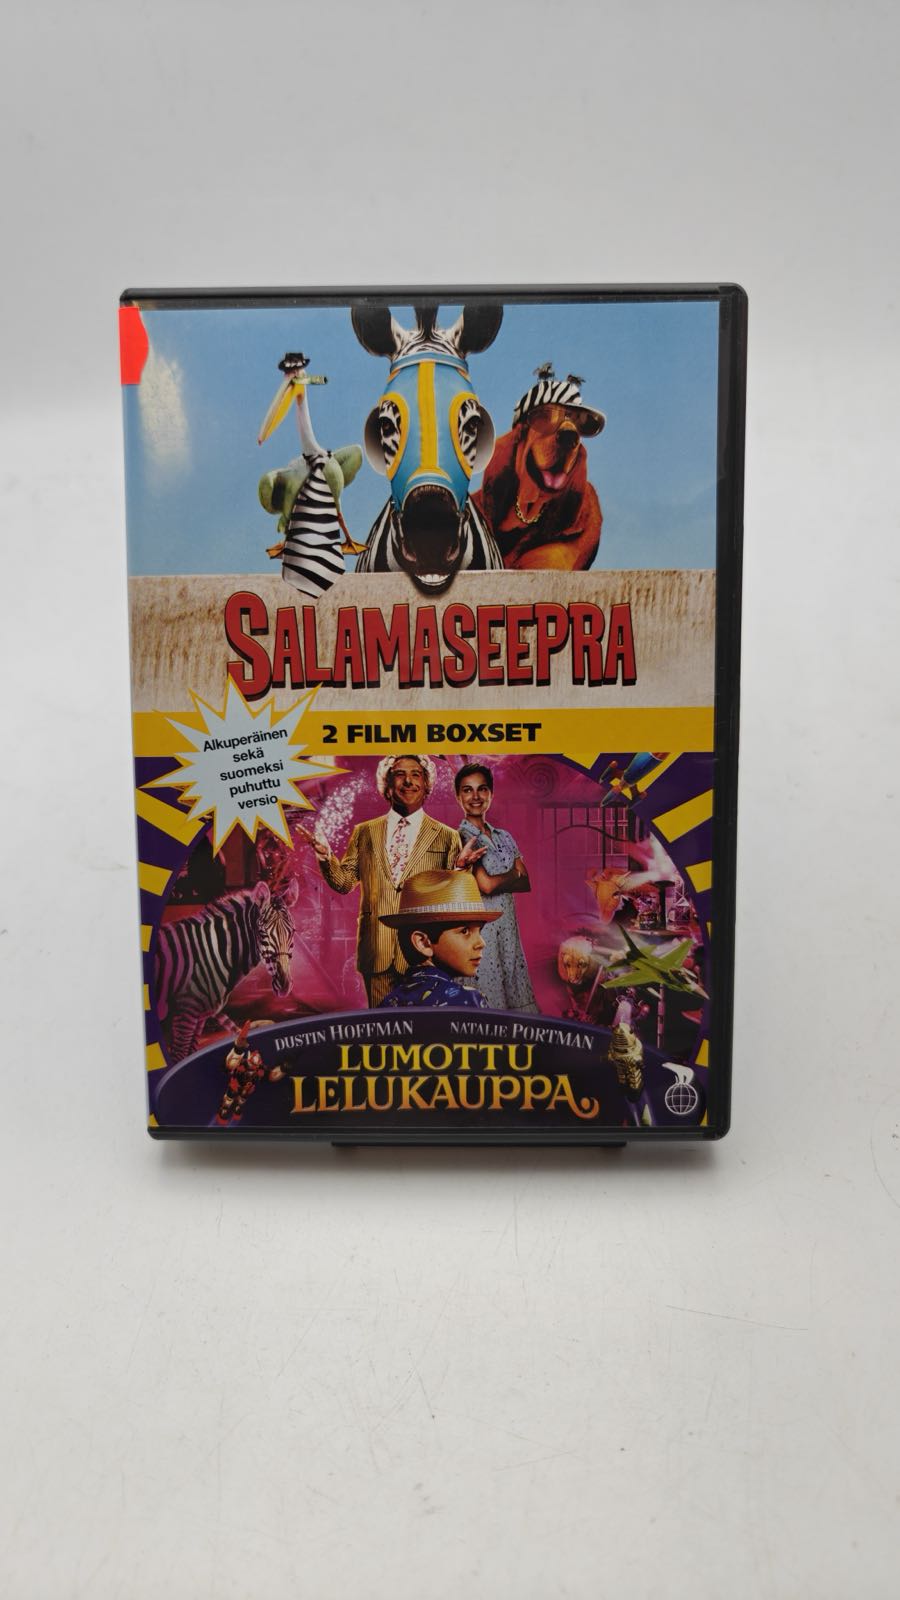 SALAMASEEPRA
2 FILM BOXSET
Alkuperäinen
sekä
suomeksi
puhuttu
versio
DUSTIN HOFFMAN NATALIE PORTMAN
LUMOTTU
LELUKAUPPA